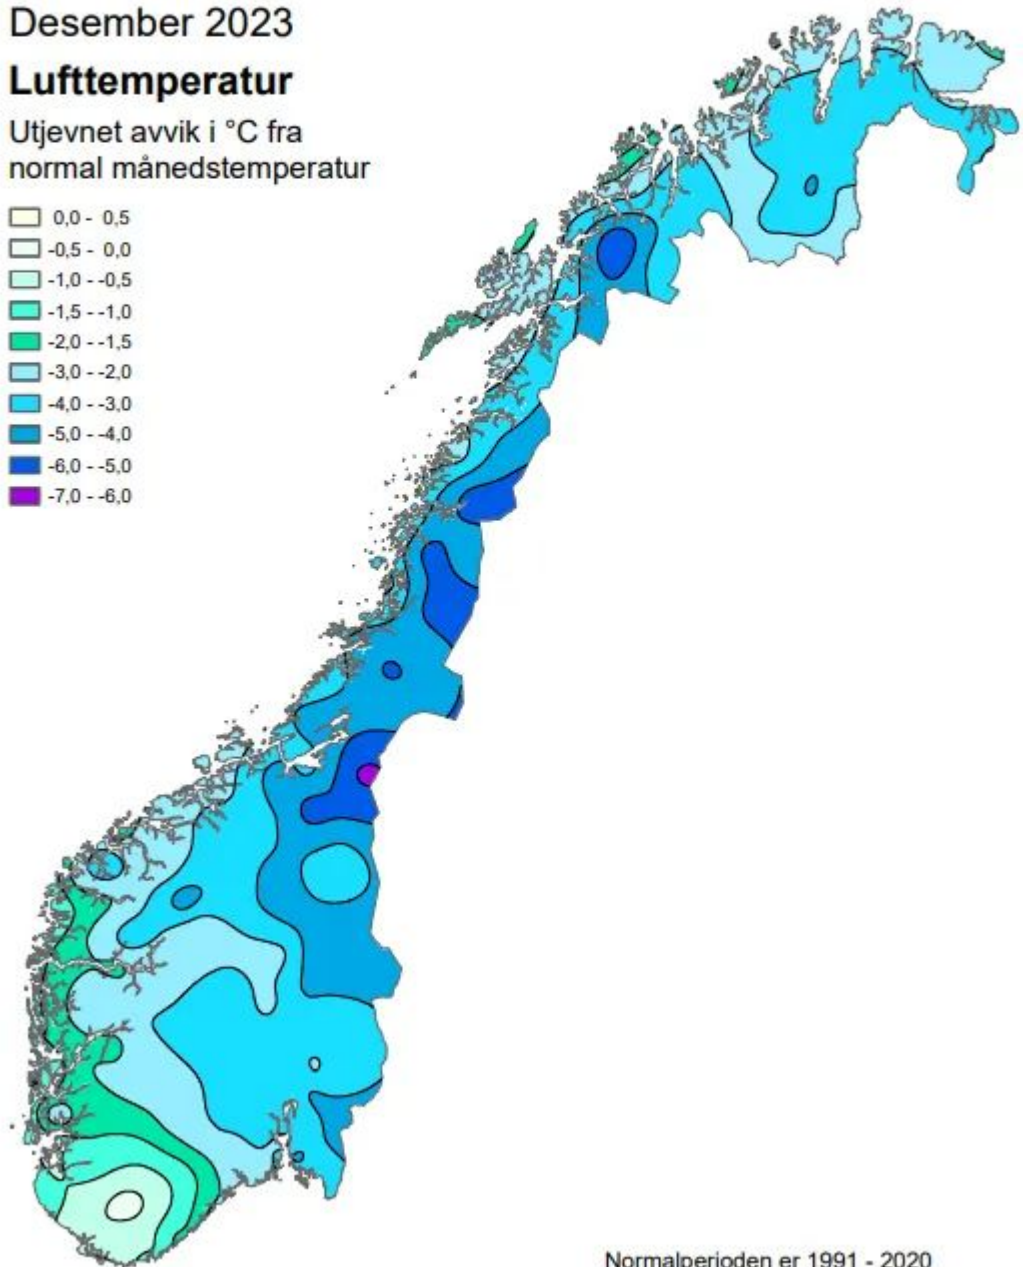 Desember 2023
Lufttemperatur
Utjevnet avvik i °C fra
normal månedstemperatur
0,0 - 0,5
-0,5 - 0,0
-1,0 - -0,5
-1,5 - -1,0
-2,0 - -1,5
-3,0 - -2,0
-4,0 - -3,0
-5,0 - -4,0
-6,0 - -5,0
-7,0 - -6,0
Normalperioden er 1991 - 2020